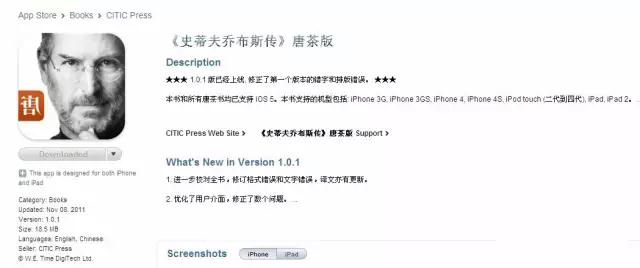 App Store > Books > CITIC Press
《史蒂夫乔布斯传》唐茶版
Description
★★★ 1.0.1 版已经上线, 修正了第一个版本的错字和排版错误。 ★★★
本书和所有唐茶书均已支持 iOS 5。本书支持的机型包括: iPhone 3G, iPhone 3GS, iPhone 4, iPhone 4S, iPod touch (二代到四代), iPad, iPad 2。 ...
CITIC Press Web Site > 《史蒂夫乔布斯传》唐茶版 Support >
What's New in Version 1.0.1
1. 进一步校对全书，修订格式错误和文字错误，译文亦有更新。
2. 优化了用户介面，修正了数个问题。...
Screenshots iPhone iPad
唐
Downloaded
This app is designed for both iPhone
and iPad
Category: Books
Updated: Nov 08, 2011
Version: 1.0.1
Size: 18.5 MB
Languages: English, Chinese
Seller: CITIC Press
© W.E. Time DigiTech Ltd.